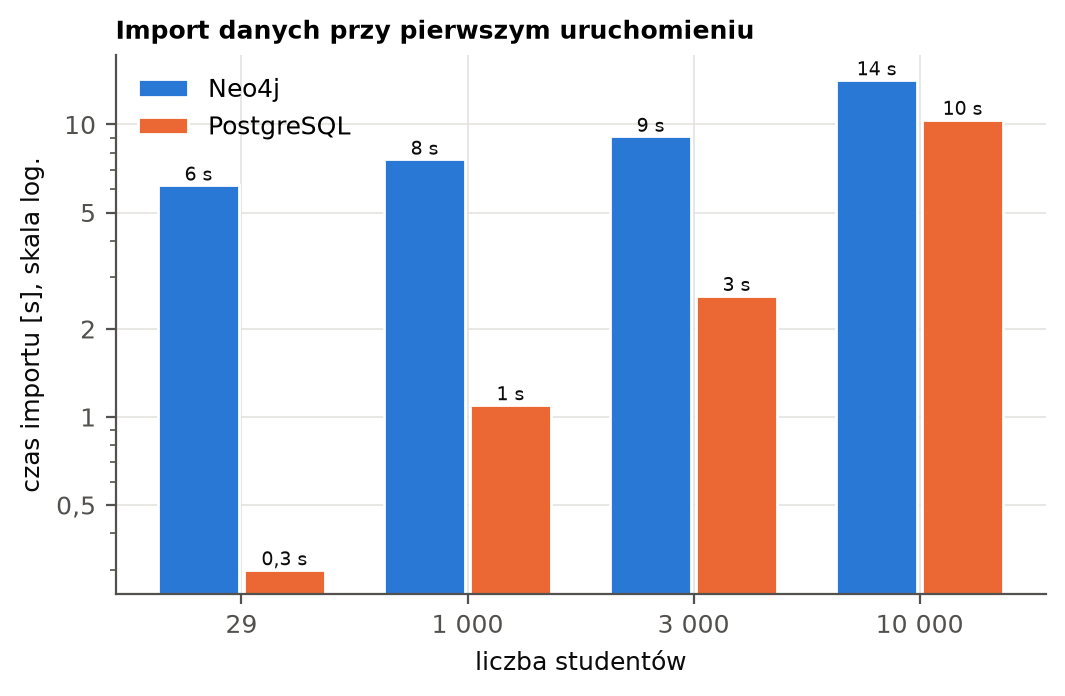 Import danych przy pierwszym uruchomieniu
Neo4j
PostgreSQL
czas importu [s], skala log.
10
5
2
1
0,5
6 s
0,3 s
8 s
1 s
9 s
3 s
14 s
10 s
29
1 000
3 000
10 000
liczba studentów